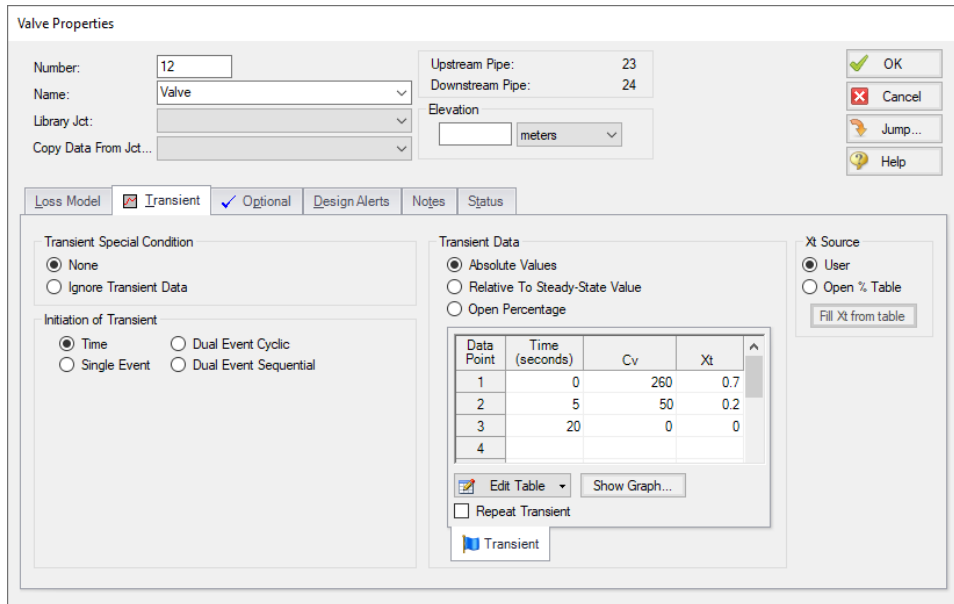 Valve Properties
Number: 12
Name: Valve
Library Jct:
Copy Data From Jct...
Upstream Pipe: 23
Downstream Pipe: 24
Elevation
meters
OK
Cancel
Jump...
Help
Loss Model Transient Optional Design Alerts Notes Status
Transient Special Condition
None
Ignore Transient Data
Initiation of Transient
Time Dual Event Cyclic
Single Event Dual Event Sequential
Transient Data
Absolute Values
Relative To Steady-State Value
Open Percentage
Data Point Time (seconds) Cv Xt
1 0 260 0.7
2 5 50 0.2
3 20 0 0
4
Edit Table Show Graph...
Repeat Transient
Transient
Xt Source
User
Open % Table
Fill Xt from table